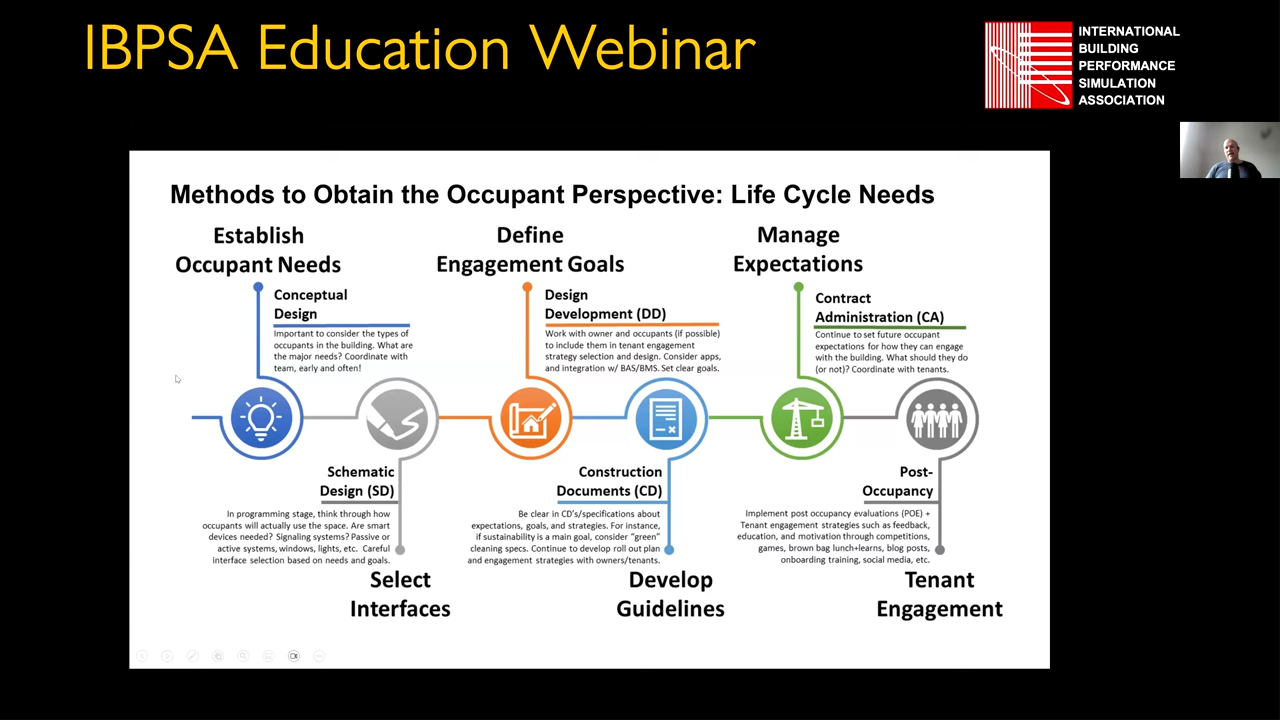 IBPSA Education Webinar
INTERNATIONAL
BUILDING
PERFORMANCE
SIMULATION
ASSOCIATION
Methods to Obtain the Occupant Perspective: Life Cycle Needs
Establish
Occupant Needs
Conceptual
Design
Important to consider the types of
occupants in the building. What are
the major needs? Coordinate with
team, early and often!
Schematic
Design (SD)
In programming stage, think through how
occupants will actually use the space. Are smart
devices needed? Signaling systems? Passive or
active systems, windows, lights, etc. Careful
interface selection based on needs and goals.
Select
Interfaces
Define
Engagement Goals
Design
Development (DD)
Work with owner and occupants (if possible)
to include them in tenant engagement
strategy selection and design. Consider apps,
and integration w/ BAS/BMS. Set clear goals.
Construction
Documents (CD)
Be clear in CD's/specifications about
expectations, goals, and strategies. For instance,
if sustainability is a main goal, consider "green"
cleaning specs. Continue to develop roll out plan
and engagement strategies with owners/tenants.
Develop
Guidelines
Manage
Expectations
Contract
Administration (CA)
Continue to set future occupant
expectations for how they can engage
with the building. What should they do
(or not)? Coordinate with tenants.
Post-
Occupancy
Implement post occupancy evaluations (POE) +
Tenant engagement strategies such as feedback,
education, and motivation through competitions,
games, brown bag lunch+learns, blog posts,
onboarding training, social media, etc.
Tenant
Engagement